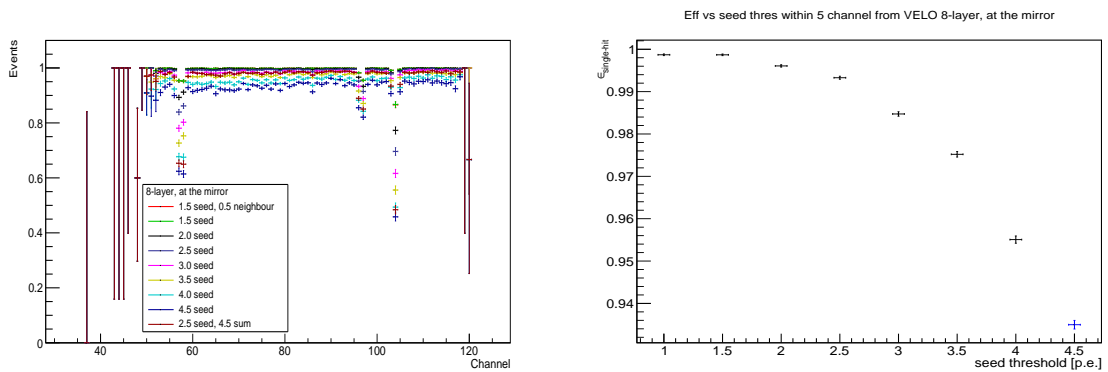 Events
1
0.8
0.6
0.4
0.2
0
8-layer, at the mirror
1.5 seed, 0.5 neighbour
1.5 seed
2.0 seed
2.5 seed
3.0 seed
3.5 seed
4.0 seed
4.5 seed
2.5 seed, 4.5 sum
40 60 80 100 120
Channel
Eff vs seed thres within 5 channel from VELO 8-layer, at the mirror
ϵsingle-hit
1
0.99
0.98
0.97
0.96
0.95
0.94
1 1.5 2 2.5 3 3.5 4 4.5
seed threshold [p.e.]